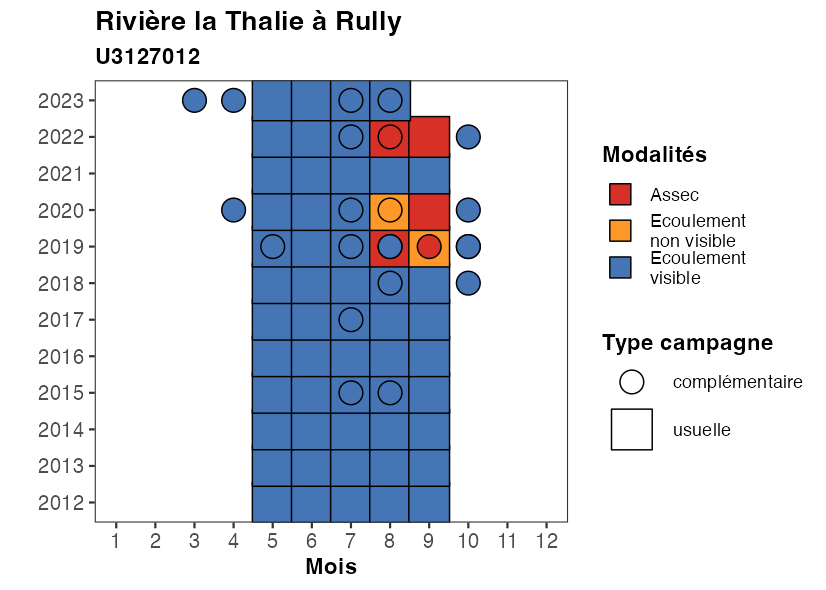 Rivière la Thalie à Rully
U3127012
2023
2022
2021
2020
2019
2018
2017
2016
2015
2014
2013
2012
1 2 3 4 5 6 7 8 9 10 11 12
Mois
Modalités
Assec
Ecoulement
non visible
Ecoulement
visible
Type campagne
complémentaire
usuelle